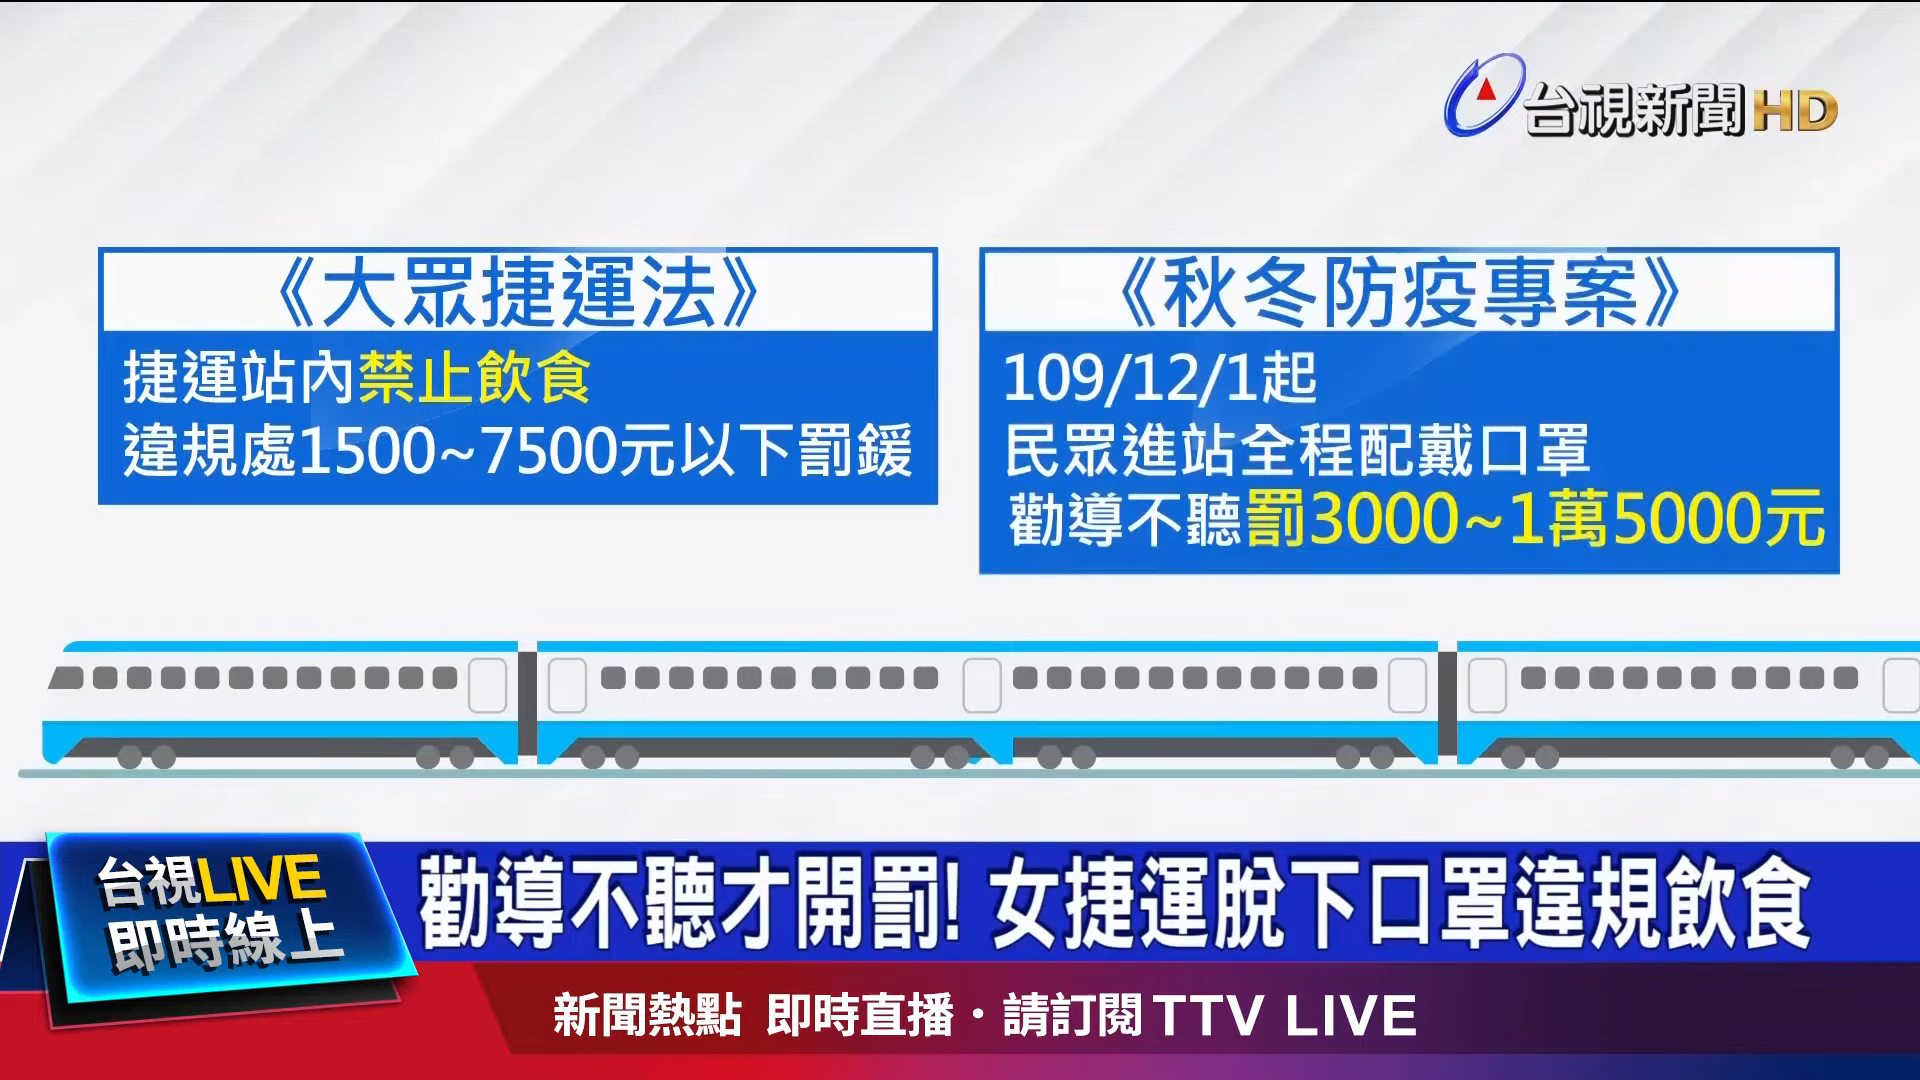 台視新聞HD
《大眾捷運法》
捷運站內禁止飲食
違規處1500~7500元以下罰鍰
《秋冬防疫專案》
109/12/1起
民眾進站全程配戴口罩
勸導不聽罰3000~1萬5000元
台視LIVE
即時線上
勸導不聽才開罰! 女捷運脫下口罩違規飲食
新聞熱點 即時直播・請訂閱TTV LIVE